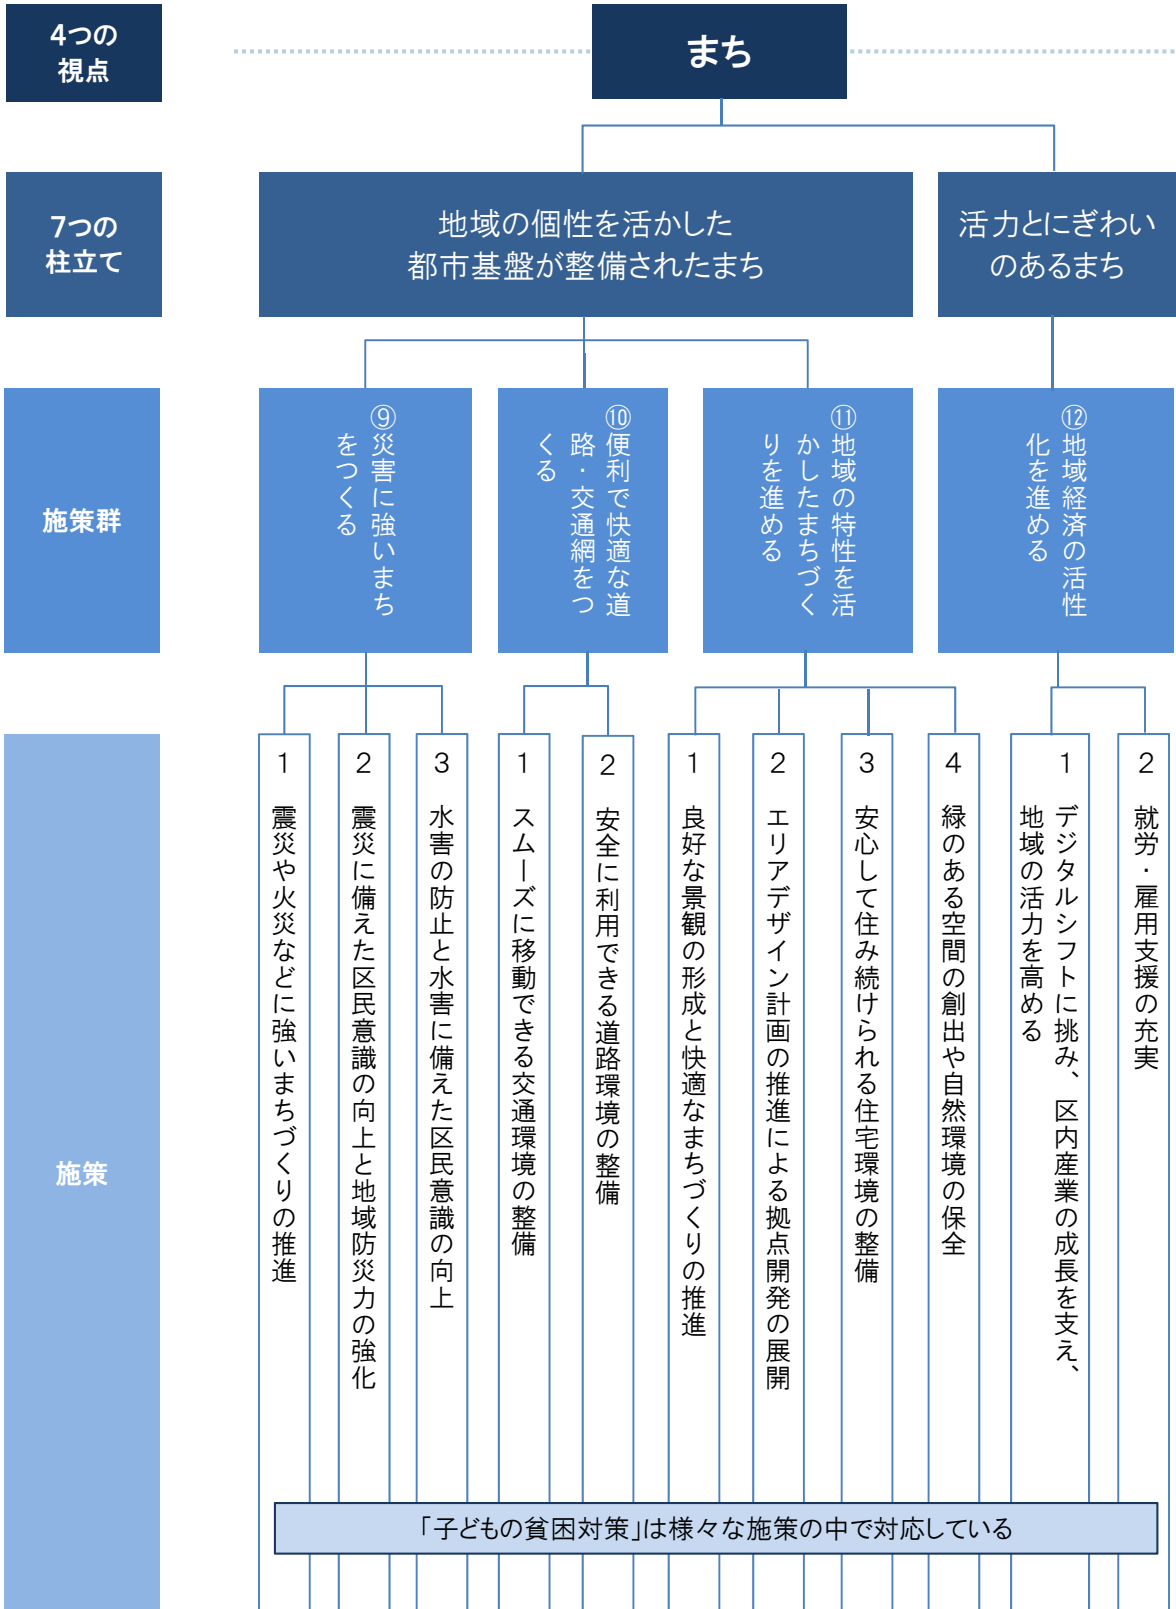 4つの
視点
まち
7つの
柱立て
地域の個性を活かした
都市基盤が整備されたまち
活力とにぎわい
のあるまち
施策群
⑨災害に強いまち
をつくる
⑩便利で快適な道
路・交通網をつ
くる
⑪地域の特性を活
かしたまちづく
りを進める
⑫地域経済の活性
化を進める
施策
1 震災や火災などに強いまちづくりの推進
2 震災に備えた区民意識の向上と地域防災力の強化
3 水害の防止と水害に備えた区民意識の向上
1 スムーズに移動できる交通環境の整備
2 安全に利用できる道路環境の整備
1 良好な景観の形成と快適なまちづくりの推進
2 エリアデザイン計画の推進による拠点開発の展開
3 安心して住み続けられる住宅環境の整備
4 緑のある空間の創出や自然環境の保全
1 デジタルシフトに挑み、区内産業の成長を支え、
地域の活力を高める
2 就労・雇用支援の充実
「子どもの貧困対策」は様々な施策の中で対応している